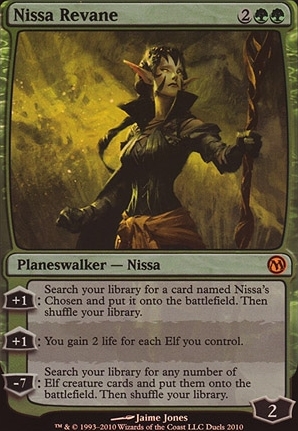 Nissa Revane 2
Planeswalker — Nissa
+1: Search your library for a card named Nissa's
Chosen and put it onto the battlefield. Then
shuffle your library.
+1: You gain 2 life for each Elf you control.
-7: Search your library for any number of
Elf creature cards and put them onto the
battlefield. Then shuffle your library.
2
Jaime Jones
™ & © 1993–2010 Wizards of the Coast LLC Duels 2010